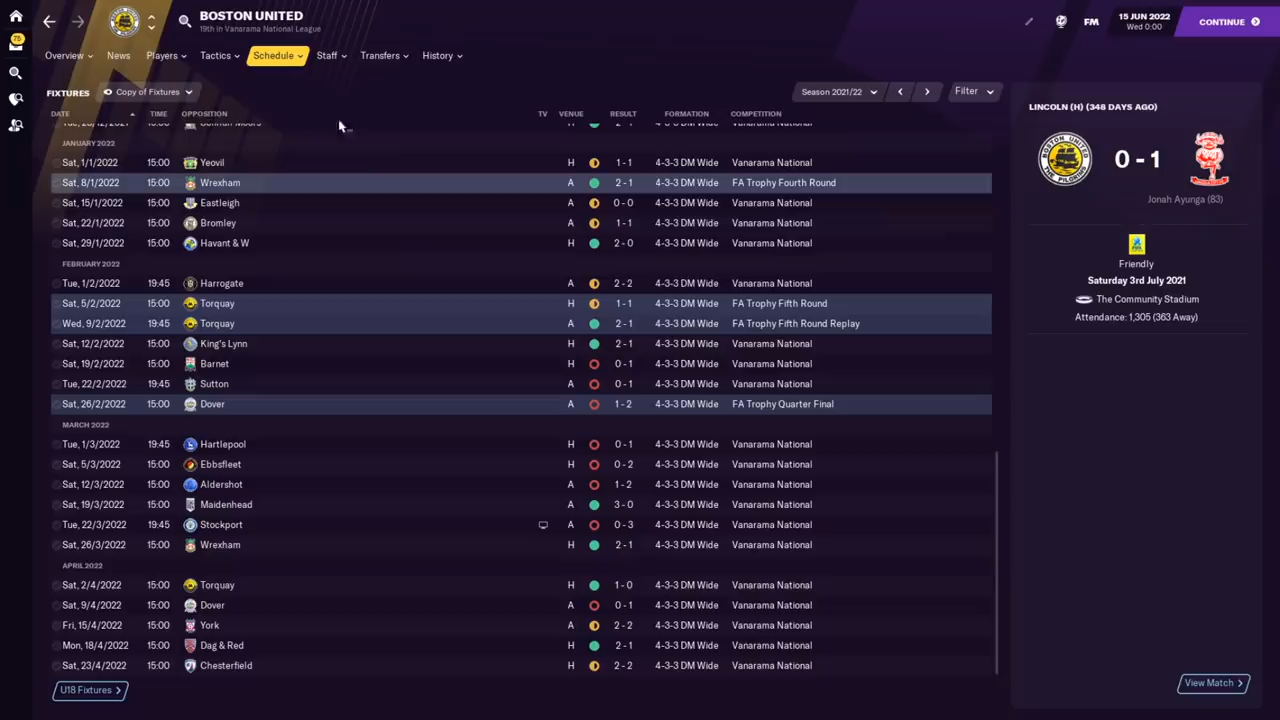 BOSTON UNITED
19th in Vanarama National League
FM
15 JUN 2022
Wed 0:00
CONTINUE
75
Overview
News
Players
Tactics
Schedule
Staff
Transfers
History
FIXTURES
Copy of Fixtures
Season 2021/22
Filter
DATE TIME OPPOSITION TV VENUE RESULT FORMATION COMPETITION
JANUARY 2022
Sat, 1/1/2022 15:00 Yeovil H 1-1 4-3-3 DM Wide Vanarama National
Sat, 8/1/2022 15:00 Wrexham A 2-1 4-3-3 DM Wide FA Trophy Fourth Round
Sat, 15/1/2022 15:00 Eastleigh A 0-0 4-3-3 DM Wide Vanarama National
Sat, 22/1/2022 15:00 Bromley A 1-1 4-3-3 DM Wide Vanarama National
Sat, 29/1/2022 15:00 Havant & W H 2-0 4-3-3 DM Wide Vanarama National
FEBRUARY 2022
Tue, 1/2/2022 19:45 Harrogate A 2-2 4-3-3 DM Wide Vanarama National
Sat, 5/2/2022 15:00 Torquay H 1-1 4-3-3 DM Wide FA Trophy Fifth Round
Wed, 9/2/2022 19:45 Torquay A 2-1 4-3-3 DM Wide FA Trophy Fifth Round Replay
Sat, 12/2/2022 15:00 King's Lynn H 2-1 4-3-3 DM Wide Vanarama National
Sat, 19/2/2022 15:00 Barnet A 0-1 4-3-3 DM Wide Vanarama National
Tue, 22/2/2022 19:45 Sutton A 0-1 4-3-3 DM Wide Vanarama National
Sat, 26/2/2022 15:00 Dover A 1-2 4-3-3 DM Wide FA Trophy Quarter Final
MARCH 2022
Tue, 1/3/2022 19:45 Hartlepool H 0-1 4-3-3 DM Wide Vanarama National
Sat, 5/3/2022 15:00 Ebbsfleet H 0-2 4-3-3 DM Wide Vanarama National
Sat, 12/3/2022 15:00 Aldershot A 1-2 4-3-3 DM Wide Vanarama National
Sat, 19/3/2022 15:00 Maidenhead A 3-0 4-3-3 DM Wide Vanarama National
Tue, 22/3/2022 19:45 Stockport A 0-3 4-3-3 DM Wide Vanarama National
Sat, 26/3/2022 15:00 Wrexham H 2-1 4-3-3 DM Wide Vanarama National
APRIL 2022
Sat, 2/4/2022 15:00 Torquay H 1-0 4-3-3 DM Wide Vanarama National
Sat, 9/4/2022 15:00 Dover A 0-1 4-3-3 DM Wide Vanarama National
Fri, 15/4/2022 15:00 York A 2-2 4-3-3 DM Wide Vanarama National
Mon, 18/4/2022 15:00 Dag & Red H 2-1 4-3-3 DM Wide Vanarama National
Sat, 23/4/2022 15:00 Chesterfield H 2-2 4-3-3 DM Wide Vanarama National
U18 Fixtures
LINCOLN (H) (348 DAYS AGO)
0 - 1
Jonah Ayunga (83)
Friendly
Saturday 3rd July 2021
The Community Stadium
Attendance: 1,305 (363 Away)
View Match